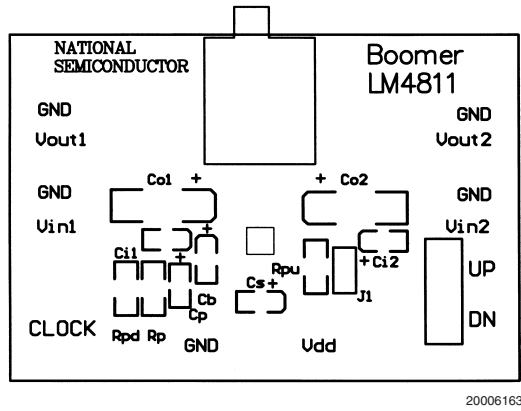 NATIONAL
SEMICONDUCTOR
Boomer
LM4811
GND
Vout1
GND
Vout2
GND
Vin1
Co1 +
+ Co2
GND
Vin2
+
Ci1
+
Cb
Cp
Cs+
Rpu
J1
+Ci2
UP
DN
CLOCK
Rpd
Rp
GND
Vdd
20006163